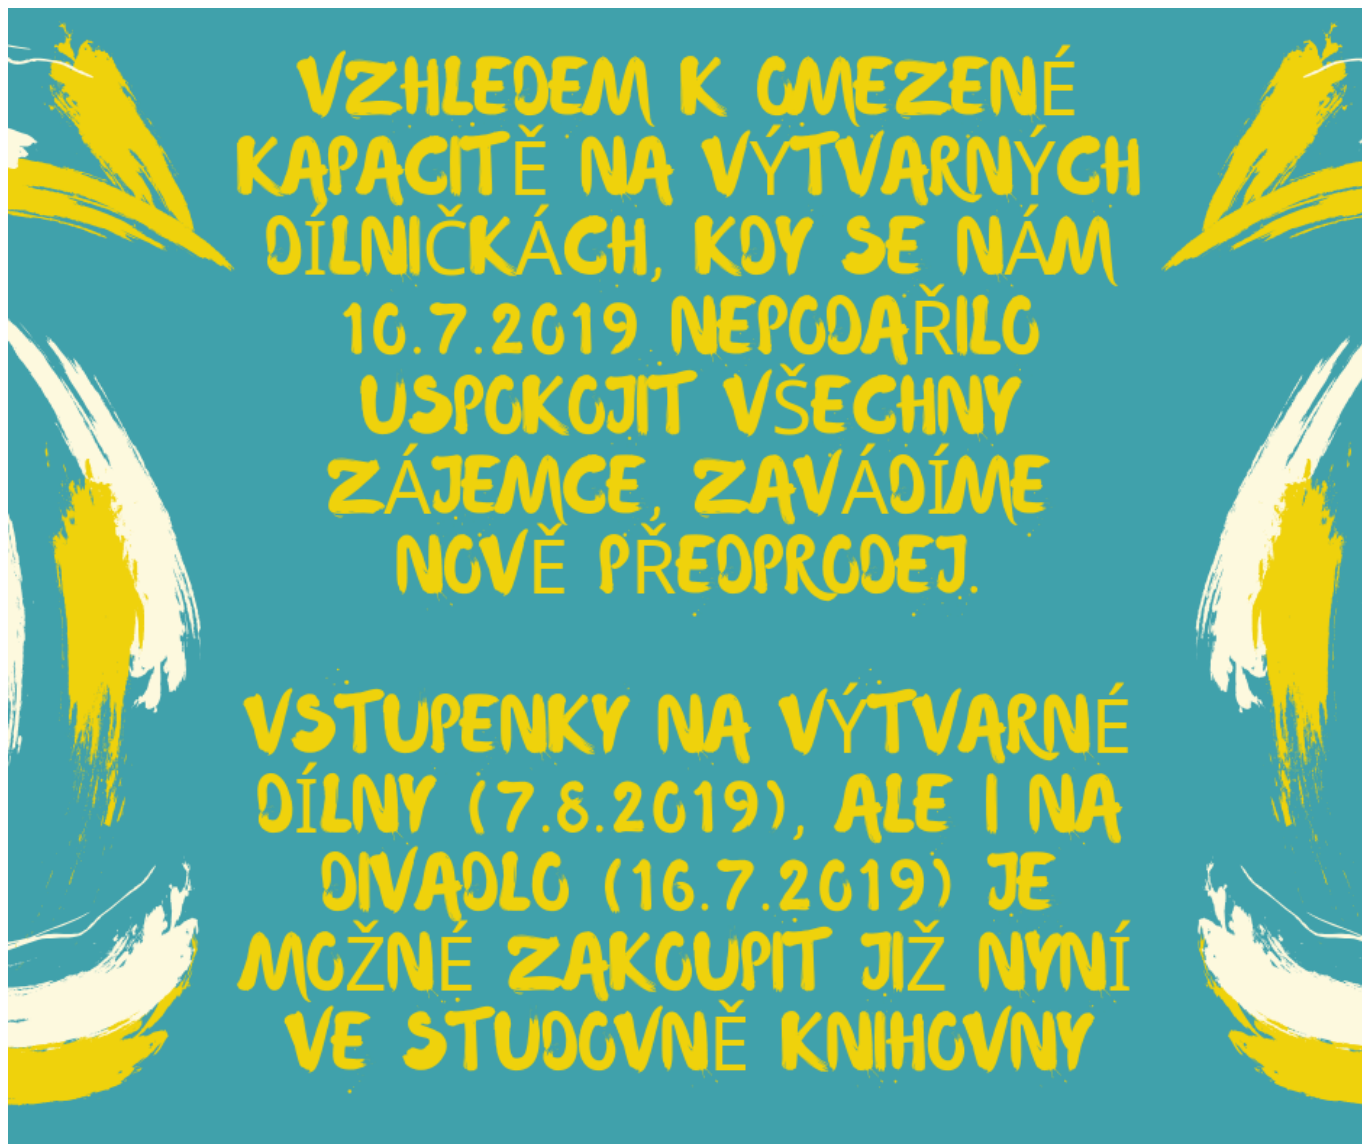 VZHLEDEM K OMEZENÉ
KAPACITĚ NA VÝTVARNÝCH
DÍLNIČKÁCH, KDY SE NÁM
10.7.2019 NEPODAŘILO
USPOKOJIT VŠECHNY
ZÁJEMCE, ZAVÁDÍME
NOVĚ PŘEDPRODEJ.
VSTUPENKY NA VÝTVARNÉ
DÍLNY (7.8.2019), ALE I NA
DIVADLO (16.7.2019) JE
MOŽNÉ ZAKOUPIT JIŽ NYNÍ
VE STUDOVNĚ KNIHOVNY